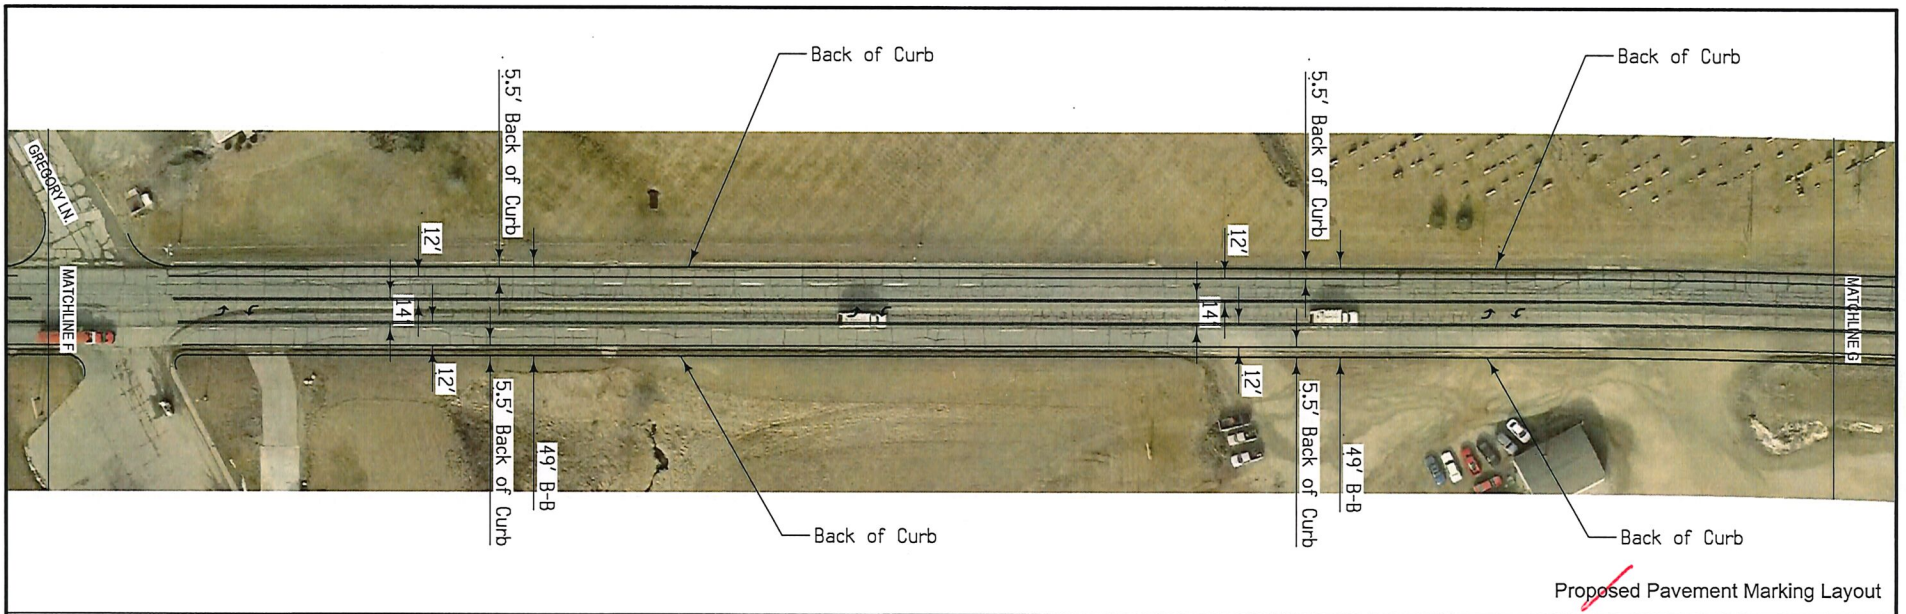 Back of Curb
Back of Curb
5.5' Back of Curb
5.5' Back of Curb
GREGORY LN.
12'
12'
MATCHLINE F
14'
14'
MATCHLINE G
12'
12'
5.5' Back of Curb
49' B-B
5.5' Back of Curb
49' B-B
Back of Curb
Back of Curb
Proposed Pavement Marking Layout